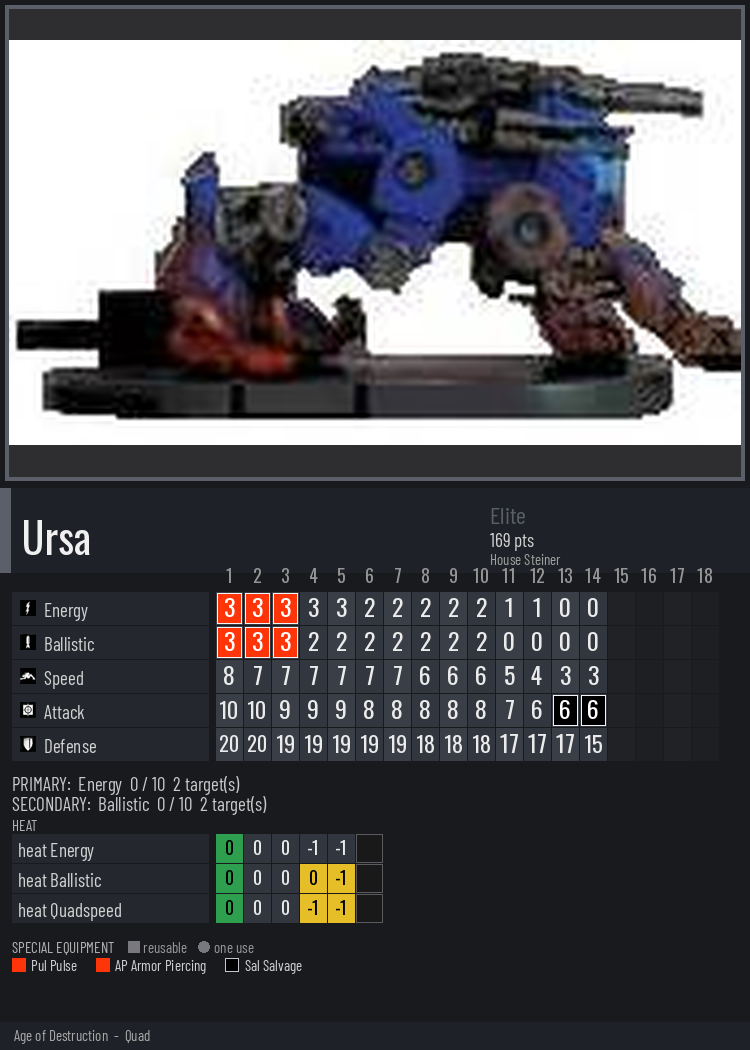 Ursa
Elite
169 pts
House Steiner
1 2 3 4 5 6 7 8 9 10 11 12 13 14 15 16 17 18
Energy 3 3 3 3 3 2 2 2 2 2 1 1 0 0
Ballistic 3 3 3 2 2 2 2 2 2 2 0 0 0 0
Speed 8 7 7 7 7 7 7 6 6 6 5 4 3 3
Attack 10 10 9 9 9 8 8 8 8 8 7 6 6 6
Defense 20 20 19 19 19 19 19 18 18 18 17 17 17 15
PRIMARY: Energy 0 / 10 2 target(s)
SECONDARY: Ballistic 0 / 10 2 target(s)
HEAT
heat Energy 0 0 0 -1 -1
heat Ballistic 0 0 0 0 -1
heat Quadspeed 0 0 0 -1 -1
SPECIAL EQUIPMENT reusable one use
Pul Pulse AP Armor Piercing Sal Salvage
Age of Destruction - Quad